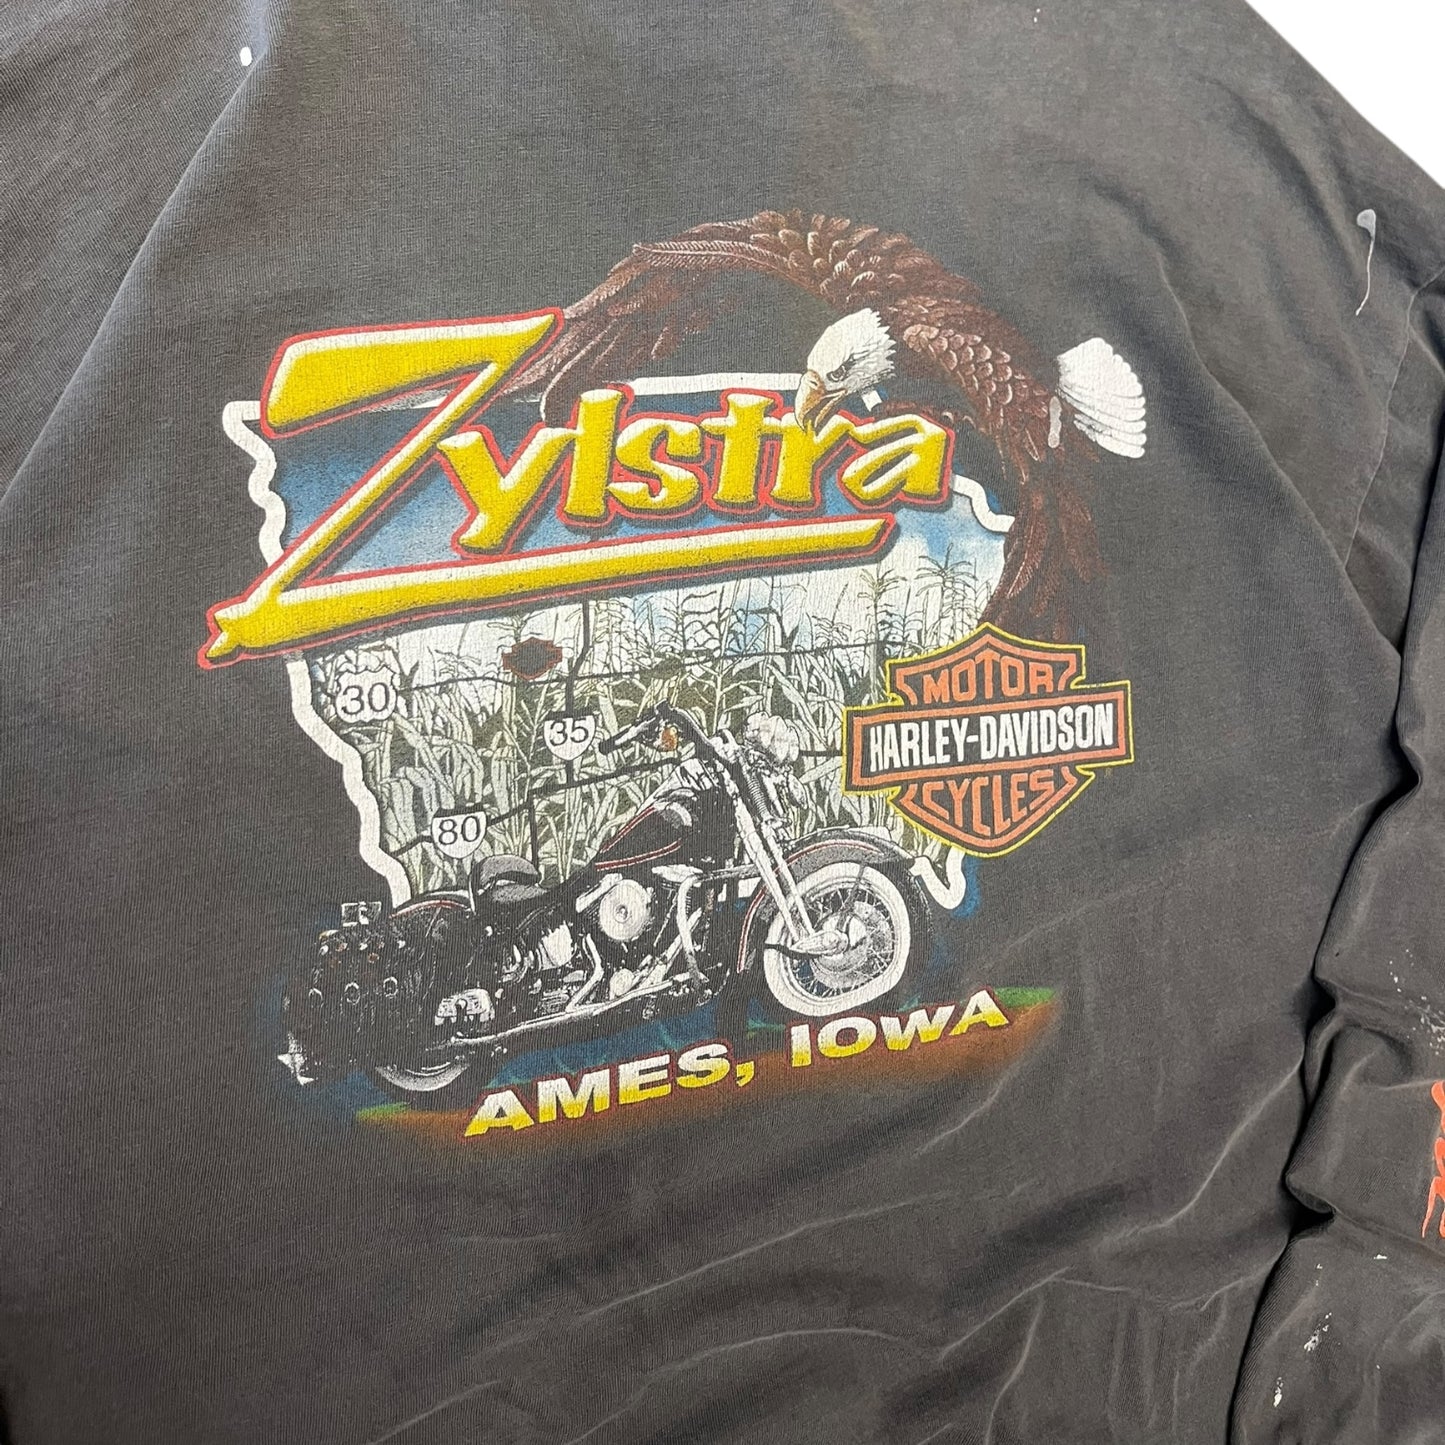 Zylstra
30
35
80
MOTOR
HARLEY-DAVIDSON
CYCLES
®
AMES, IOWA